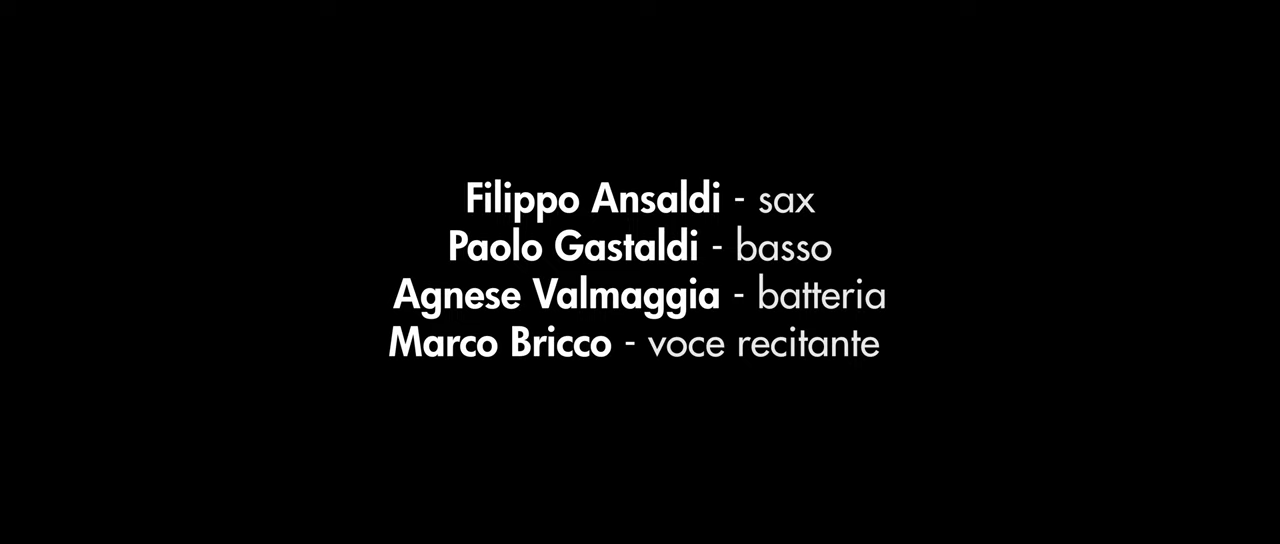 Filippo Ansaldi - sax
Paolo Gastaldi - basso
Agnese Valmaggia - batteria
Marco Bricco - voce recitante